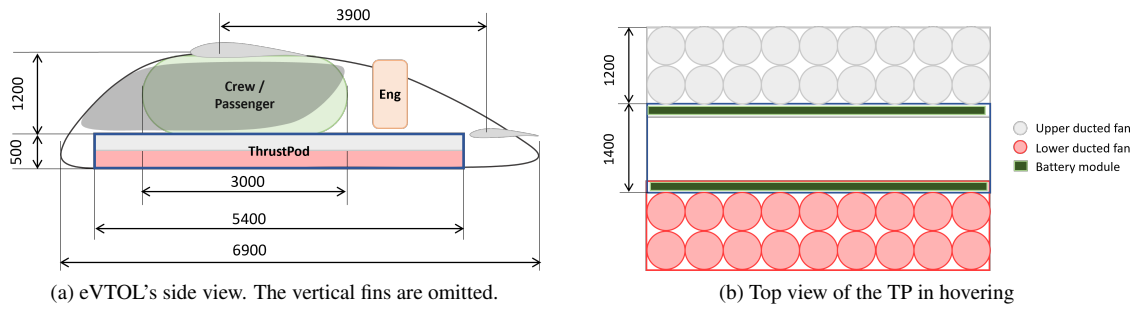 3900
1200
Crew /
Passenger
Eng
500
ThrustPod
3000
5400
6900
(a) eVTOL's side view. The vertical fins are omitted.
1200
1400
Upper ducted fan
Lower ducted fan
Battery module
(b) Top view of the TP in hovering